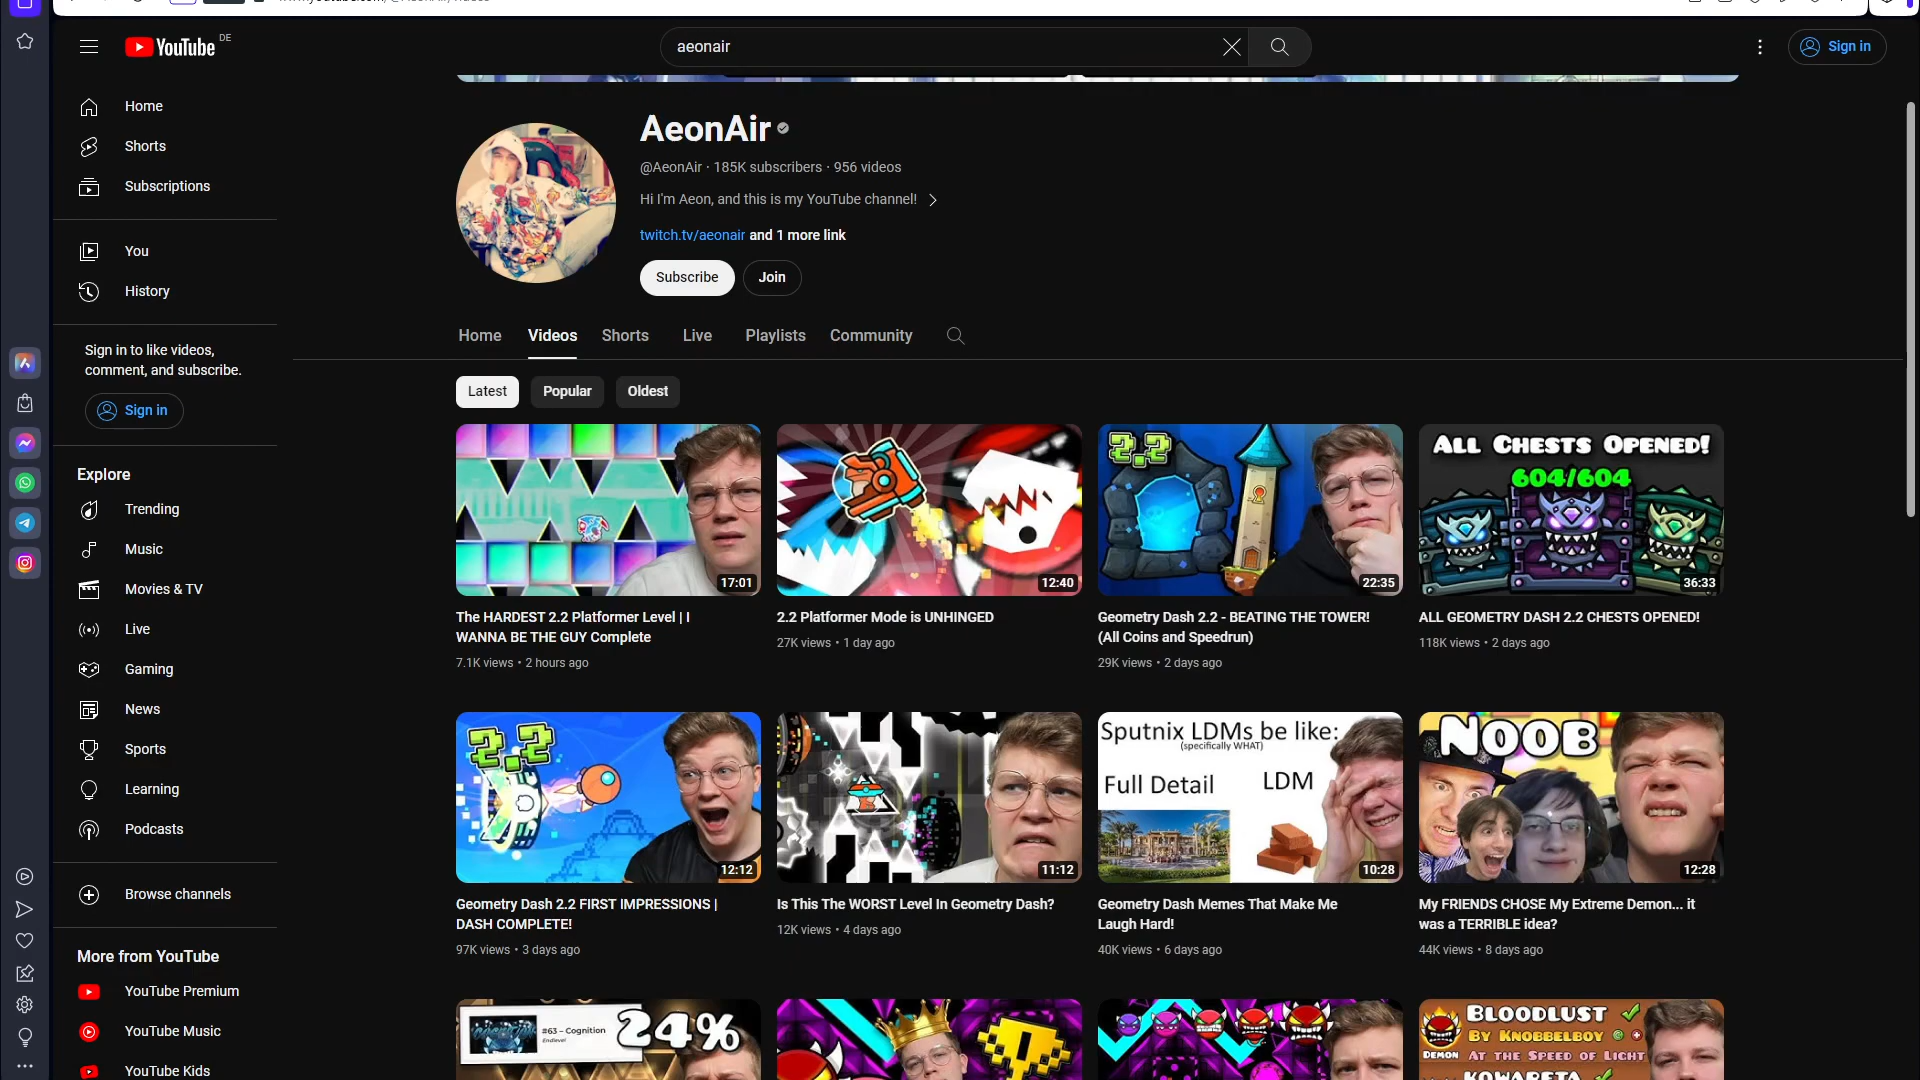 YouTube DE
aeonair
Sign in
Home
Shorts
Subscriptions
You
History
Sign in to like videos,
comment, and subscribe.
Sign in
Explore
Trending
Music
Movies & TV
Live
Gaming
News
Sports
Learning
Podcasts
Browse channels
More from YouTube
YouTube Premium
YouTube Music
YouTube Kids
AeonAir
@AeonAir · 185K subscribers · 956 videos
Hi I'm Aeon, and this is my YouTube channel!
twitch.tv/aeonair and 1 more link
Subscribe Join
Home Videos Shorts Live Playlists Community
Latest Popular Oldest
17:01
The HARDEST 2.2 Platformer Level | I
WANNA BE THE GUY Complete
7.1K views • 2 hours ago
12:40
2.2 Platformer Mode is UNHINGED
27K views • 1 day ago
2.2
22:35
Geometry Dash 2.2 - BEATING THE TOWER!
(All Coins and Speedrun)
29K views • 2 days ago
ALL CHESTS OPENED!
604/604
36:33
ALL GEOMETRY DASH 2.2 CHESTS OPENED!
118K views • 2 days ago
2.2
12:12
Geometry Dash 2.2 FIRST IMPRESSIONS |
DASH COMPLETE!
97K views • 3 days ago
11:12
Is This The WORST Level In Geometry Dash?
12K views • 4 days ago
Sputnix LDMs be like:
(specifically WHAT)
Full Detail LDM
10:28
Geometry Dash Memes That Make Me
Laugh Hard!
40K views • 6 days ago
NOOB
12:28
My FRIENDS CHOSE My Extreme Demon... it
was a TERRIBLE idea?
44K views • 8 days ago
#63 – Cognition
Endlevel
24%
BLOODLUST
BY KNOBBELBOY
DEMON AT THE SPEED OF LIGHT
KOWARETA